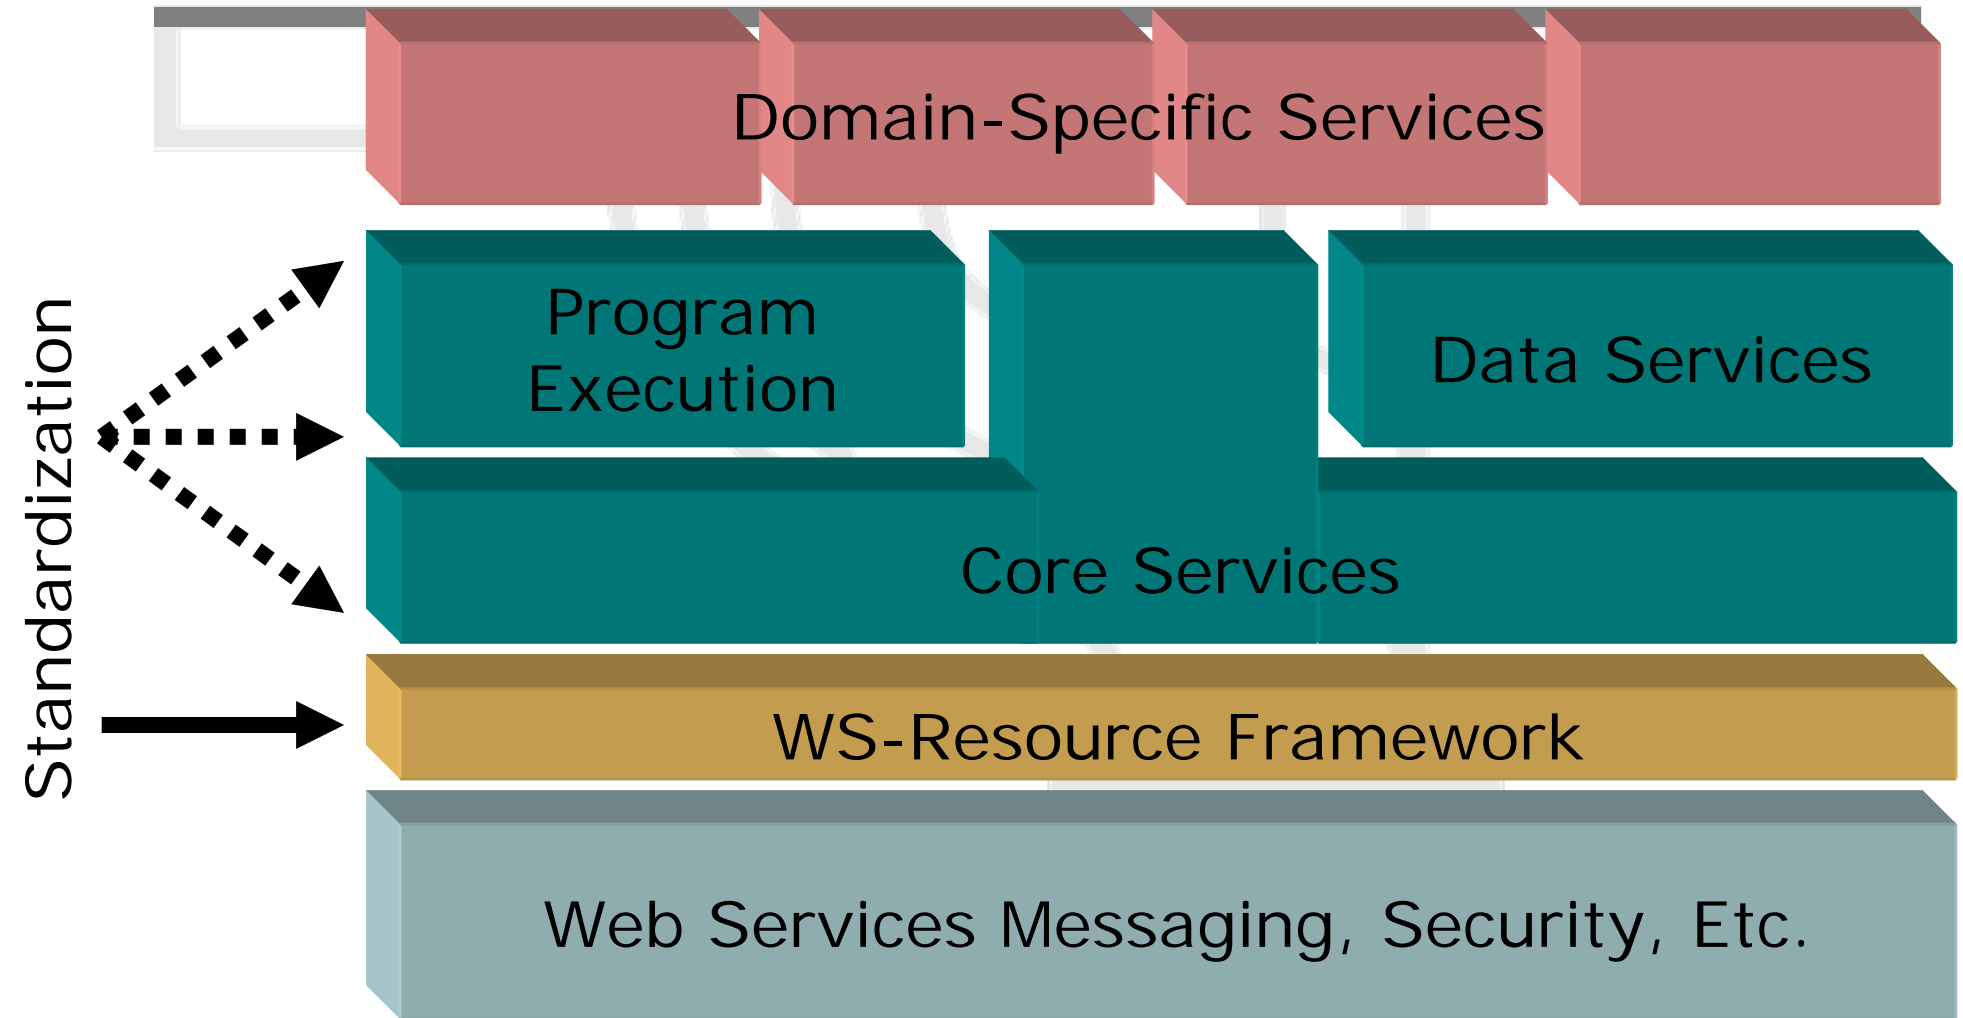 Domain-Specific Services
Program
Execution
Data Services
Standardization
Core Services
WS-Resource Framework
Web Services Messaging, Security, Etc.